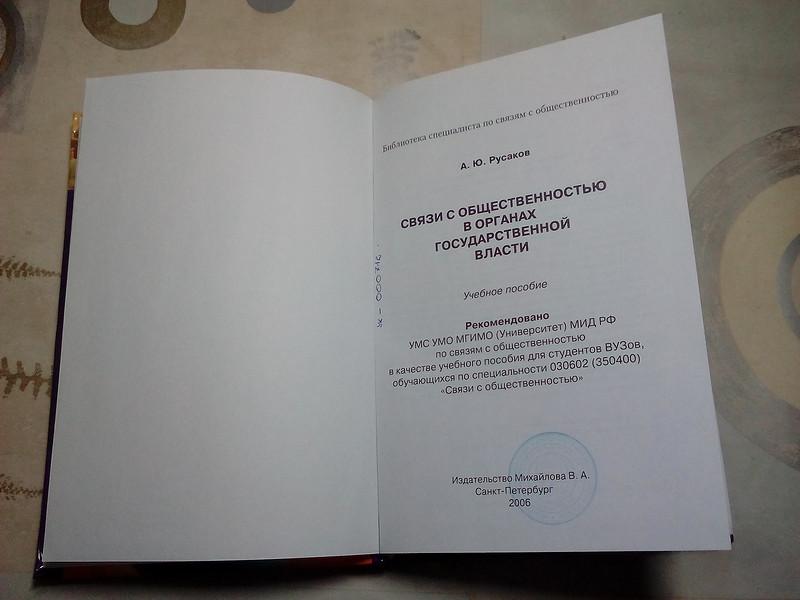 Библиотека специалиста по связям с общественностью
А. Ю. Русаков
СВЯЗИ С ОБЩЕСТВЕННОСТЬЮ
В ОРГАНАХ
ГОСУДАРСТВЕННОЙ
ВЛАСТИ
Учебное пособие
Рекомендовано
УМС УМО МГИМО (Университет) МИД РФ
по связям с общественностью
в качестве учебного пособия для студентов ВУЗов,
обучающихся по специальности 030602 (350400)
«Связи с общественностью»
Издательство Михайлова В. А.
Санкт-Петербург
2006